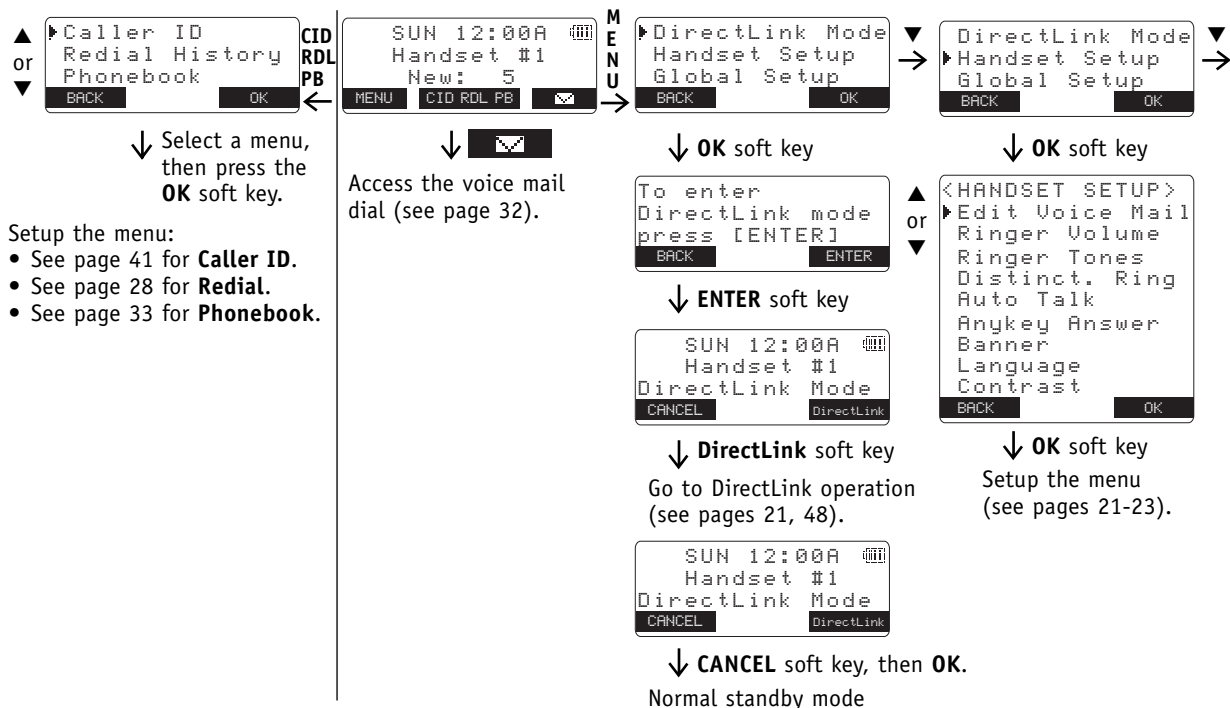 ▲
or
▼
Caller ID
Redial History
Phonebook
BACK OK
CID
RDL
PB
←
↓ Select a menu,
then press the
OK soft key.
Setup the menu:
• See page 41 for Caller ID.
• See page 28 for Redial.
• See page 33 for Phonebook.
SUN 12:00A
Handset #1
New: 5
MENU CID RDL PB
↓
Access the voice mail
dial (see page 32).
M
E
N
U
→
DirectLink Mode
Handset Setup
Global Setup
BACK OK
↓ OK soft key
To enter
DirectLink mode
press [ENTER]
BACK ENTER
↓ ENTER soft key
SUN 12:00A
Handset #1
DirectLink Mode
CANCEL DirectLink
↓ DirectLink soft key
Go to DirectLink operation
(see pages 21, 48).
SUN 12:00A
Handset #1
DirectLink Mode
CANCEL DirectLink
↓ CANCEL soft key, then OK.
Normal standby mode
▼
→
DirectLink Mode
Handset Setup
Global Setup
BACK OK
▼
→
↓ OK soft key
▲
or
▼
<HANDSET SETUP>
Edit Voice Mail
Ringer Volume
Ringer Tones
Distinct. Ring
Auto Talk
Anykey Answer
Banner
Language
Contrast
BACK OK
↓ OK soft key
Setup the menu
(see pages 21-23).